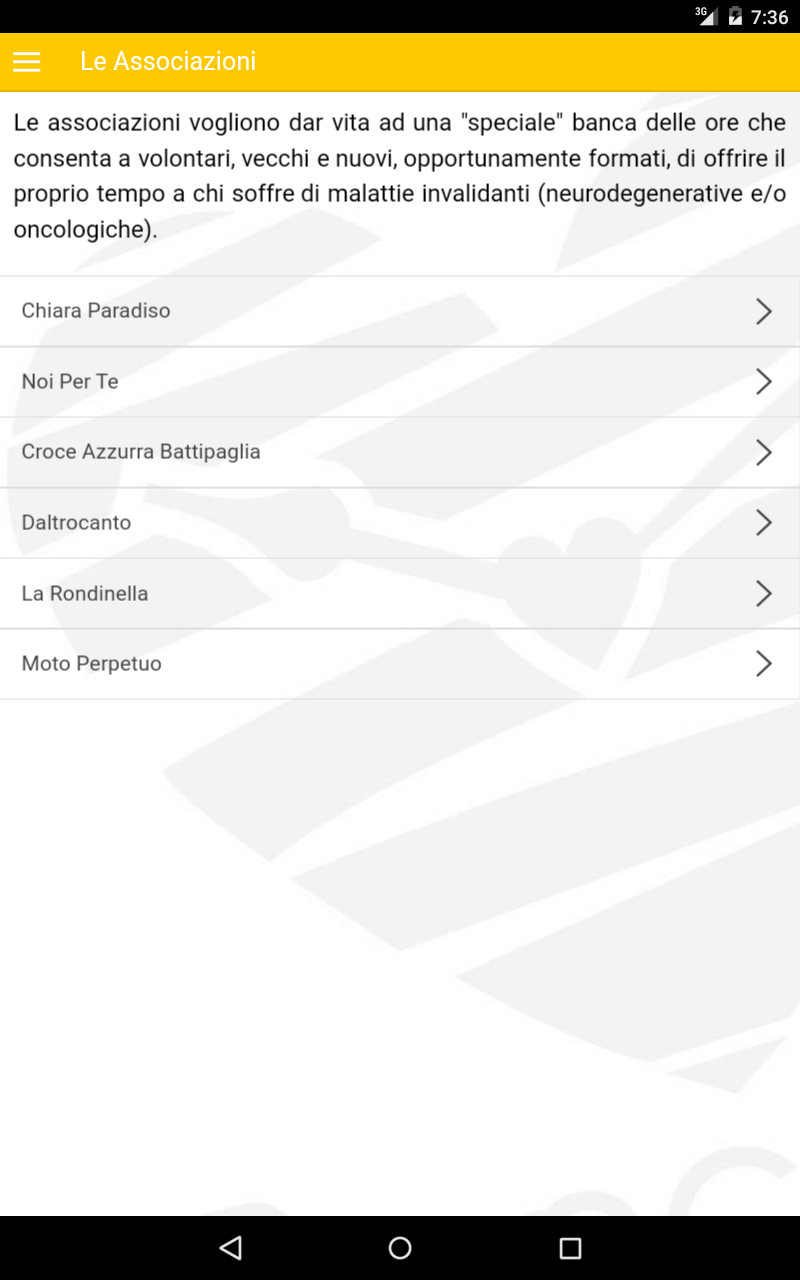 3G 7:36
Le Associazioni
Le associazioni vogliono dar vita ad una "speciale" banca delle ore che
consenta a volontari, vecchi e nuovi, opportunamente formati, di offrire il
proprio tempo a chi soffre di malattie invalidanti (neurodegenerative e/o
oncologiche).
Chiara Paradiso
Noi Per Te
Croce Azzurra Battipaglia
Daltrocanto
La Rondinella
Moto Perpetuo